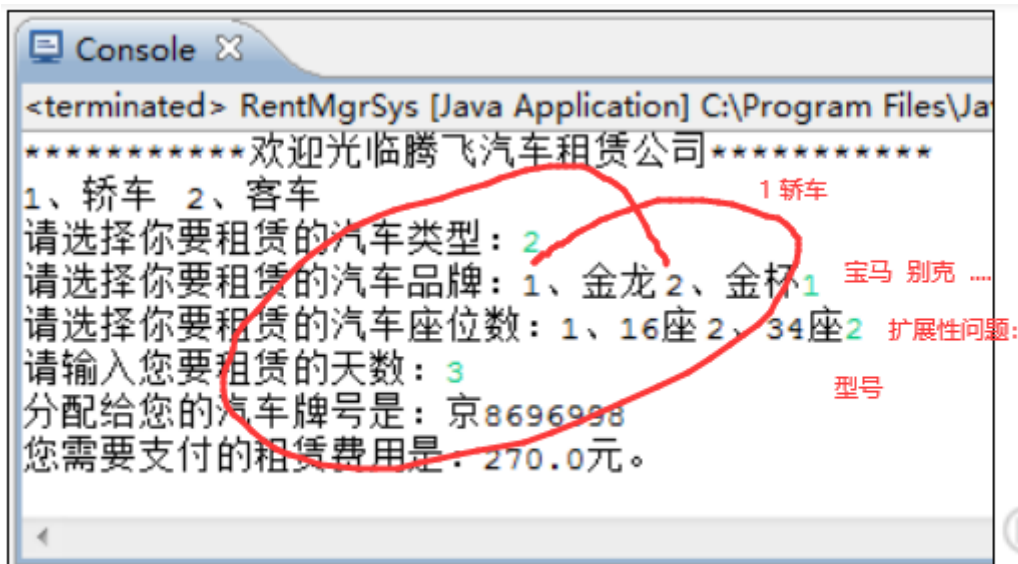 Console
<terminated> RentMgrSys [Java Application] C:\Program Files\Ja
***********欢迎光临腾飞汽车租赁公司***********
1、轿车 2、客车
1 轿车
请选择你要租赁的汽车类型：2
请选择你要租赁的汽车品牌：1、金龙 2、金杯1
宝马 别克 .....
请选择你要租赁的汽车座位数：1、16座 2、34座2
扩展性问题:
请输入您要租赁的天数：3
型号
分配给您的汽车牌号是：京8696998
您需要支付的租赁费用是：270.0元。